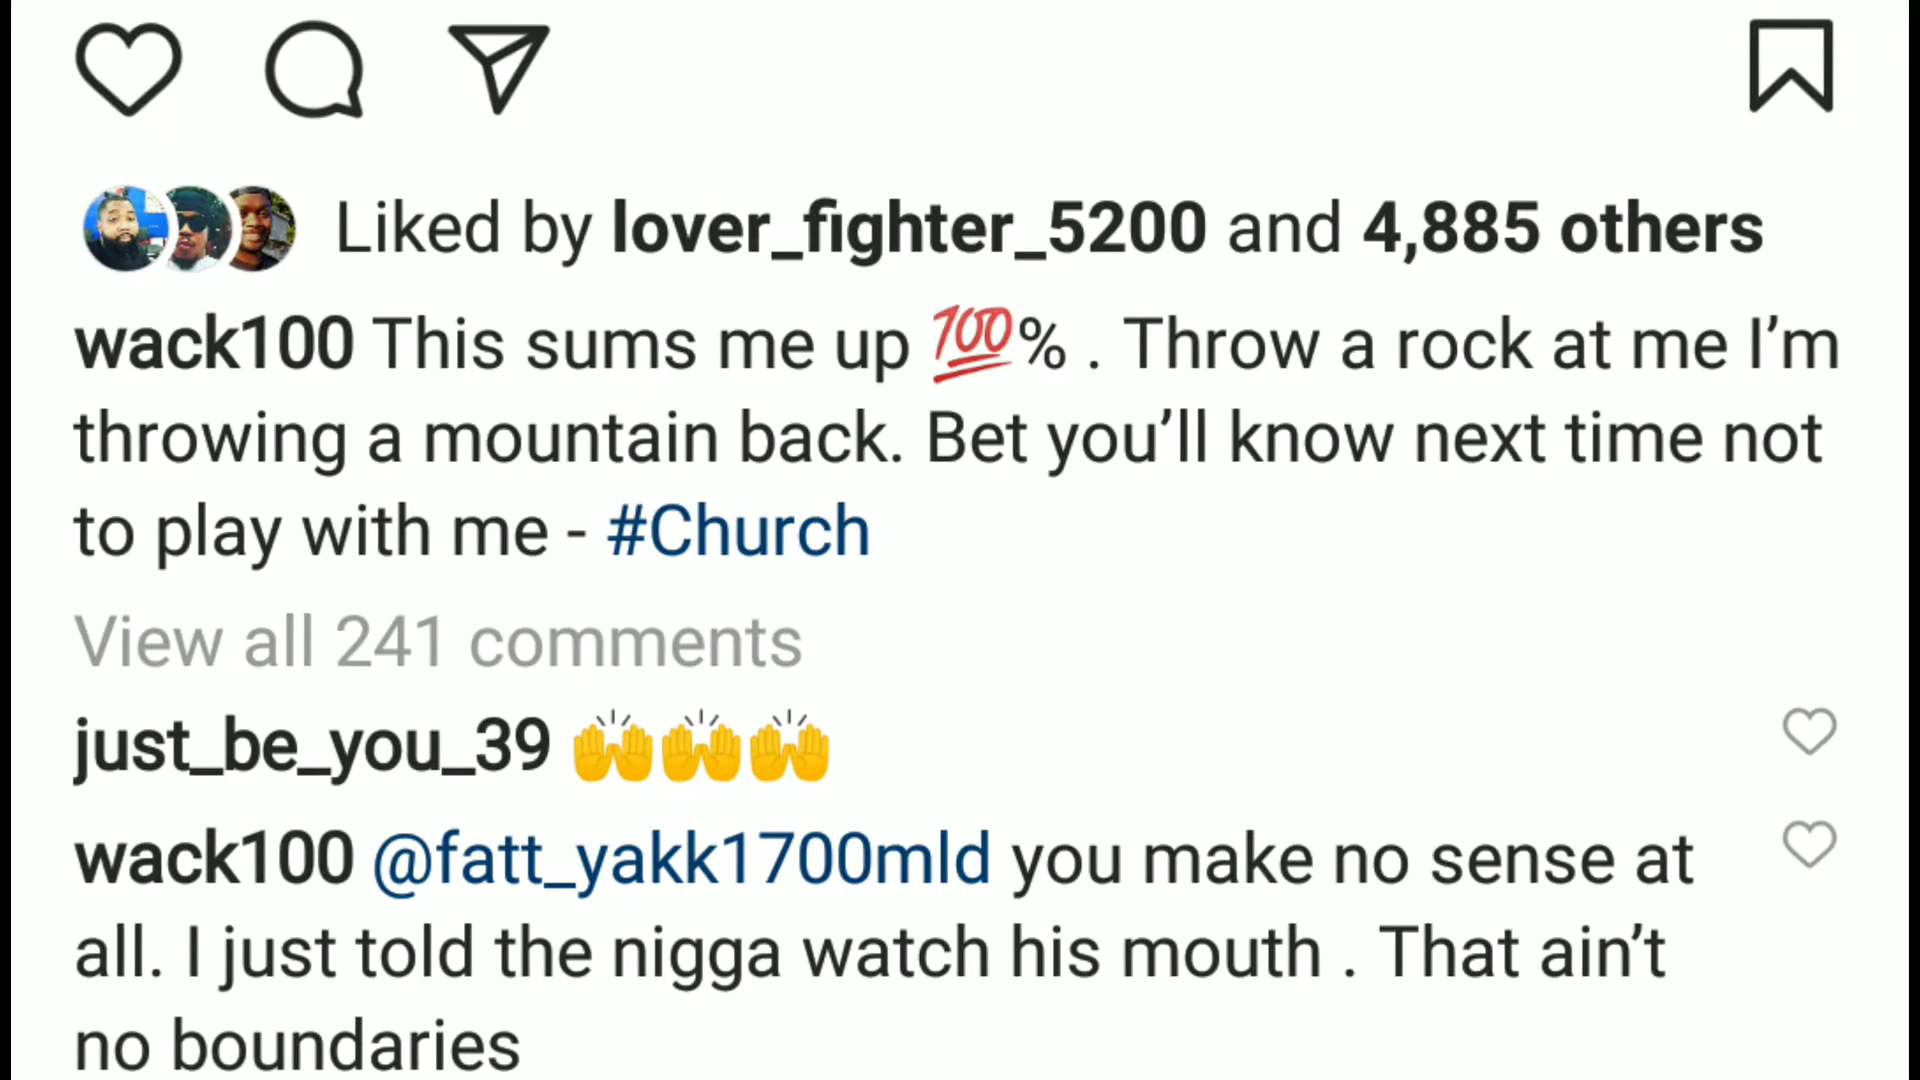 Liked by lover_fighter_5200 and 4,885 others
wack100 This sums me up 💯% . Throw a rock at me I’m
throwing a mountain back. Bet you’ll know next time not
to play with me - #Church
View all 241 comments
just_be_you_39 🙌🙌🙌
wack100 @fatt_yakk1700mld you make no sense at
all. I just told the nigga watch his mouth . That ain’t
no boundaries